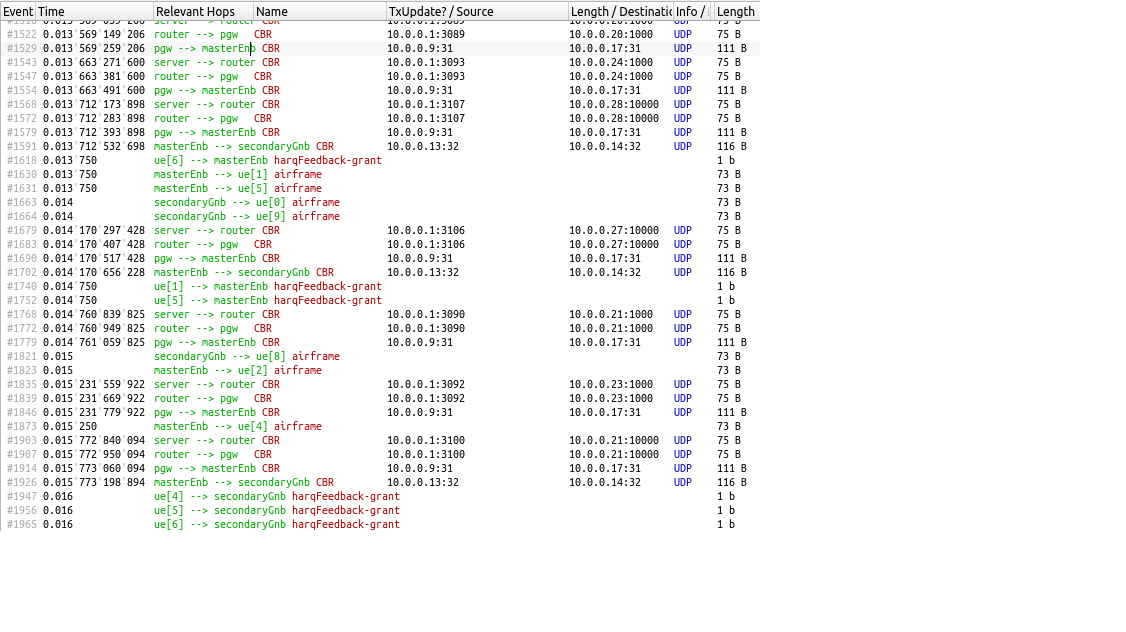 Event Time Relevant Hops Name TxUpdate? / Source Length / Destinatic Info / Length
#1522 0.013'569'149'206 router --> pgw CBR 10.0.0.1:3089 10.0.0.20:1000 UDP 75 B
#1529 0.013'569'259'206 pgw --> masterEnb CBR 10.0.0.9:31 10.0.0.17:31 UDP 111 B
#1543 0.013'663'271'600 server --> router CBR 10.0.0.1:3093 10.0.0.24:1000 UDP 75 B
#1547 0.013'663'381'600 router --> pgw CBR 10.0.0.1:3093 10.0.0.24:1000 UDP 75 B
#1554 0.013'663'491'600 pgw --> masterEnb CBR 10.0.0.9:31 10.0.0.17:31 UDP 111 B
#1568 0.013'712'173'898 server --> router CBR 10.0.0.1:3107 10.0.0.28:10000 UDP 75 B
#1572 0.013'712'283'898 router --> pgw CBR 10.0.0.1:3107 10.0.0.28:10000 UDP 75 B
#1579 0.013'712'393'898 pgw --> masterEnb CBR 10.0.0.9:31 10.0.0.17:31 UDP 111 B
#1591 0.013'712'532'698 masterEnb --> secondaryGnb CBR 10.0.0.13:32 10.0.0.14:32 UDP 116 B
#1618 0.013'750 ue[6] --> masterEnb harqFeedback-grant 1 b
#1630 0.013'750 masterEnb --> ue[1] airframe 73 B
#1631 0.013'750 masterEnb --> ue[5] airframe 73 B
#1663 0.014 secondaryGnb --> ue[0] airframe 73 B
#1664 0.014 secondaryGnb --> ue[9] airframe 73 B
#1679 0.014'170'297'428 server --> router CBR 10.0.0.1:3106 10.0.0.27:10000 UDP 75 B
#1683 0.014'170'407'428 router --> pgw CBR 10.0.0.1:3106 10.0.0.27:10000 UDP 75 B
#1690 0.014'170'517'428 pgw --> masterEnb CBR 10.0.0.9:31 10.0.0.17:31 UDP 111 B
#1702 0.014'170'656'228 masterEnb --> secondaryGnb CBR 10.0.0.13:32 10.0.0.14:32 UDP 116 B
#1740 0.014'750 ue[1] --> masterEnb harqFeedback-grant 1 b
#1752 0.014'750 ue[5] --> masterEnb harqFeedback-grant 1 b
#1768 0.014'760'839'825 server --> router CBR 10.0.0.1:3090 10.0.0.21:1000 UDP 75 B
#1772 0.014'760'949'825 router --> pgw CBR 10.0.0.1:3090 10.0.0.21:1000 UDP 75 B
#1779 0.014'761'059'825 pgw --> masterEnb CBR 10.0.0.9:31 10.0.0.17:31 UDP 111 B
#1821 0.015 secondaryGnb --> ue[8] airframe 73 B
#1823 0.015 masterEnb --> ue[2] airframe 73 B
#1835 0.015'231'559'922 server --> router CBR 10.0.0.1:3092 10.0.0.23:1000 UDP 75 B
#1839 0.015'231'669'922 router --> pgw CBR 10.0.0.1:3092 10.0.0.23:1000 UDP 75 B
#1846 0.015'231'779'922 pgw --> masterEnb CBR 10.0.0.9:31 10.0.0.17:31 UDP 111 B
#1873 0.015'250 masterEnb --> ue[4] airframe 73 B
#1903 0.015'772'840'094 server --> router CBR 10.0.0.1:3100 10.0.0.21:10000 UDP 75 B
#1907 0.015'772'950'094 router --> pgw CBR 10.0.0.1:3100 10.0.0.21:10000 UDP 75 B
#1914 0.015'773'060'094 pgw --> masterEnb CBR 10.0.0.9:31 10.0.0.17:31 UDP 111 B
#1926 0.015'773'198'894 masterEnb --> secondaryGnb CBR 10.0.0.13:32 10.0.0.14:32 UDP 116 B
#1947 0.016 ue[4] --> secondaryGnb harqFeedback-grant 1 b
#1956 0.016 ue[5] --> secondaryGnb harqFeedback-grant 1 b
#1965 0.016 ue[6] --> secondaryGnb harqFeedback-grant 1 b